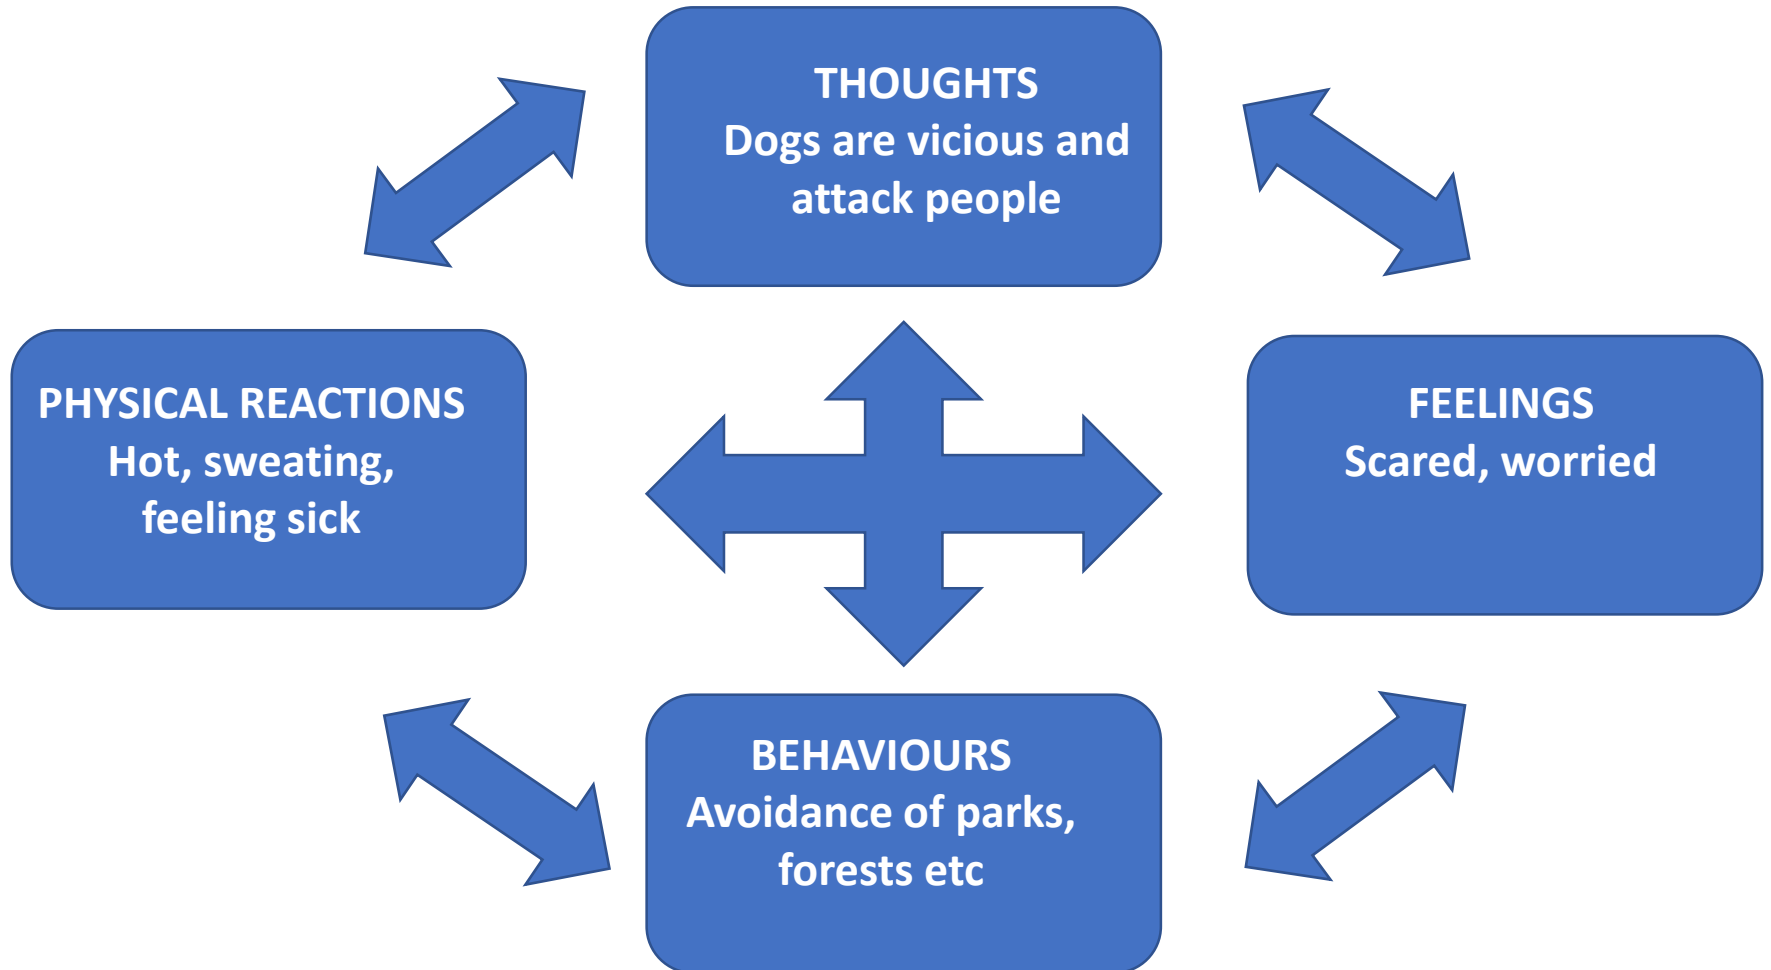 THOUGHTS
Dogs are vicious and
attack people
PHYSICAL REACTIONS
Hot, sweating,
feeling sick
FEELINGS
Scared, worried
BEHAVIOURS
Avoidance of parks,
forests etc